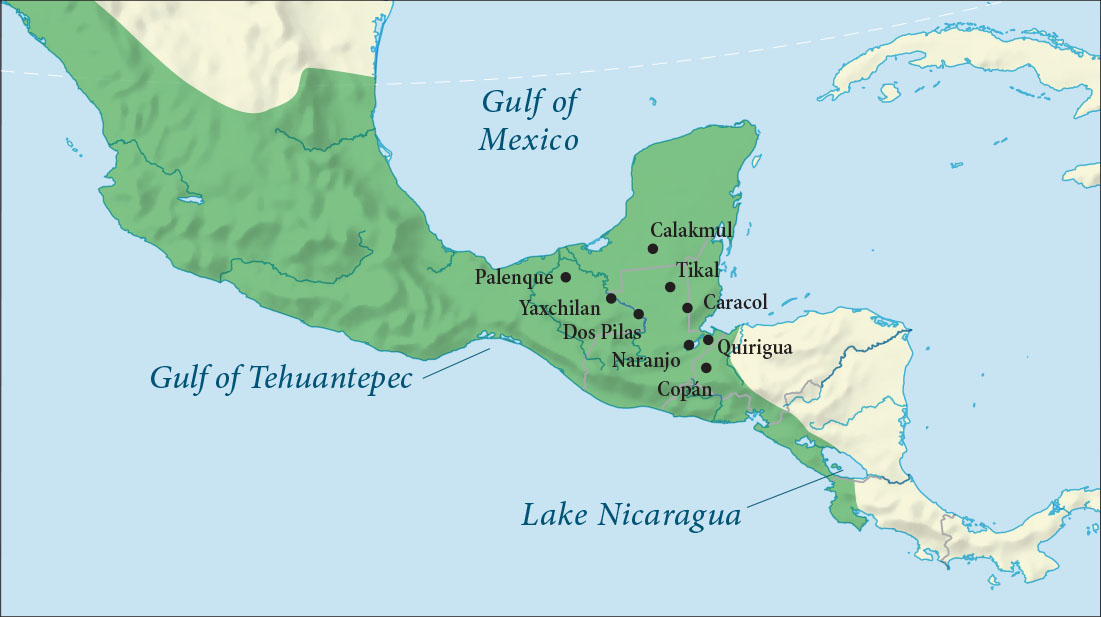 Gulf of
Mexico
Calakmul
Palenque
Tikal
Yaxchilan
Caracol
Dos Pilas
Naranjo
Quirigua
Copán
Gulf of Tehuantepec
Lake Nicaragua